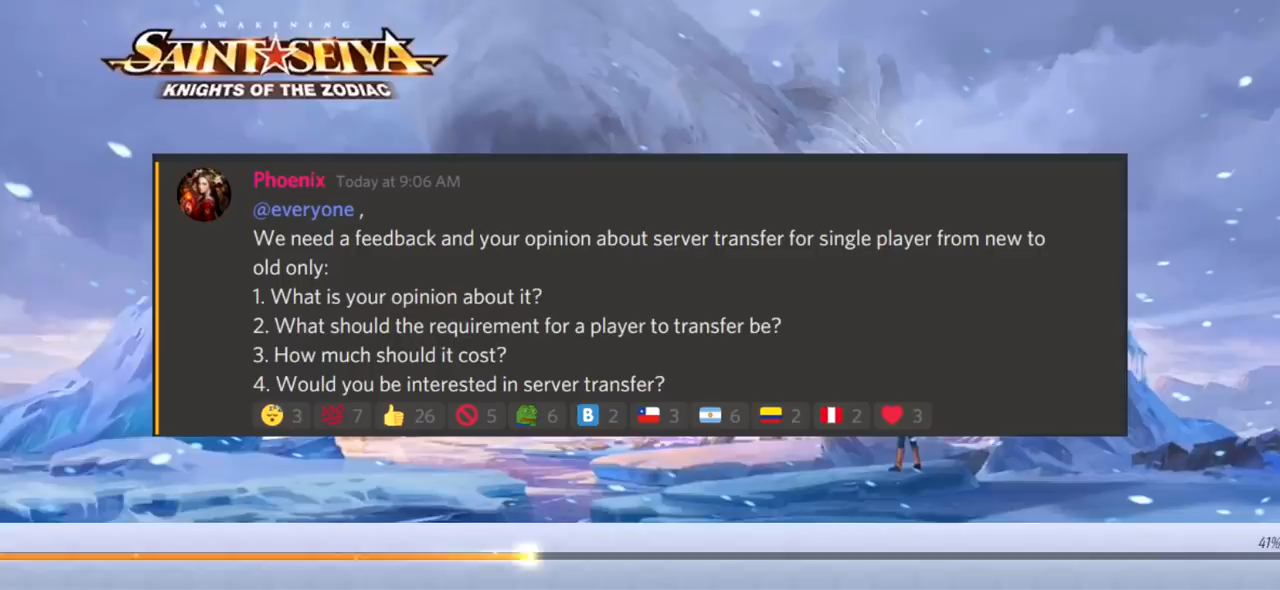 AWAKENING
SAINT SEIYA
KNIGHTS OF THE ZODIAC
Phoenix Today at 9:06 AM
@everyone ,
We need a feedback and your opinion about server transfer for single player from new to
old only:
1. What is your opinion about it?
2. What should the requirement for a player to transfer be?
3. How much should it cost?
4. Would you be interested in server transfer?
3 7 26 5 6 B 2 3 6 2 2 3
41%